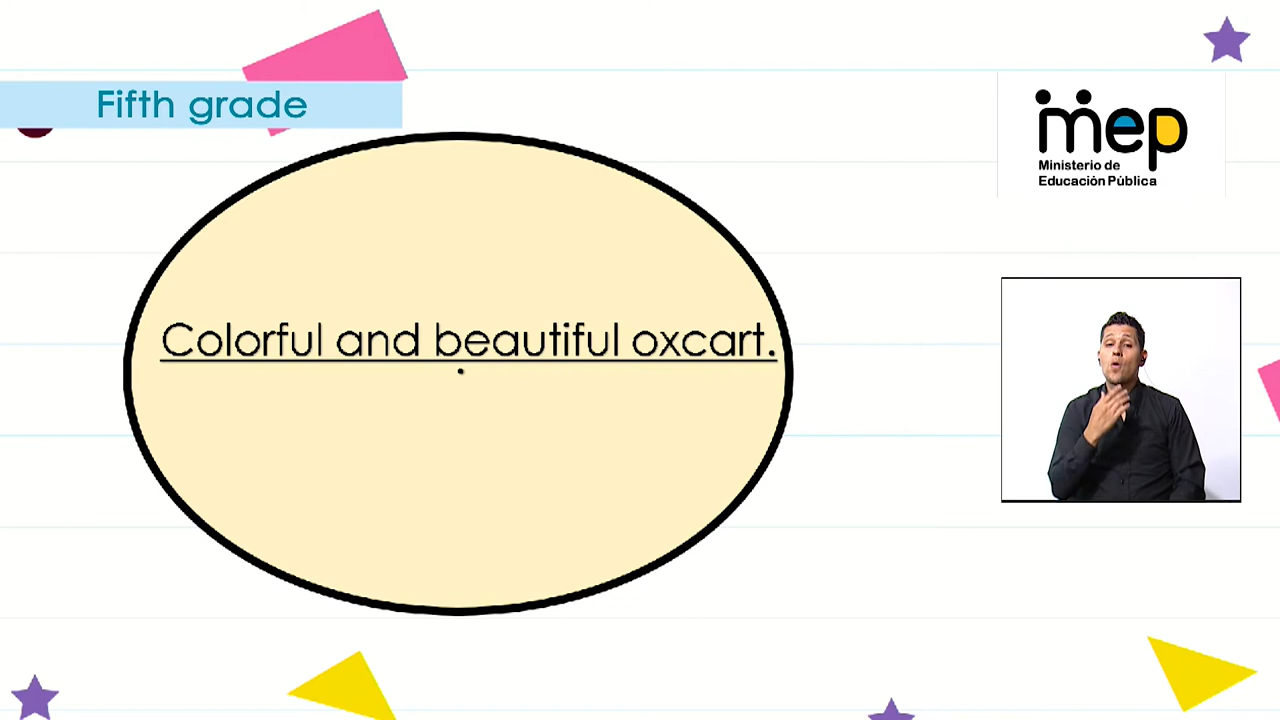 Fifth grade
mep
Ministerio de
Educación Pública
Colorful and beautiful oxcart.
.